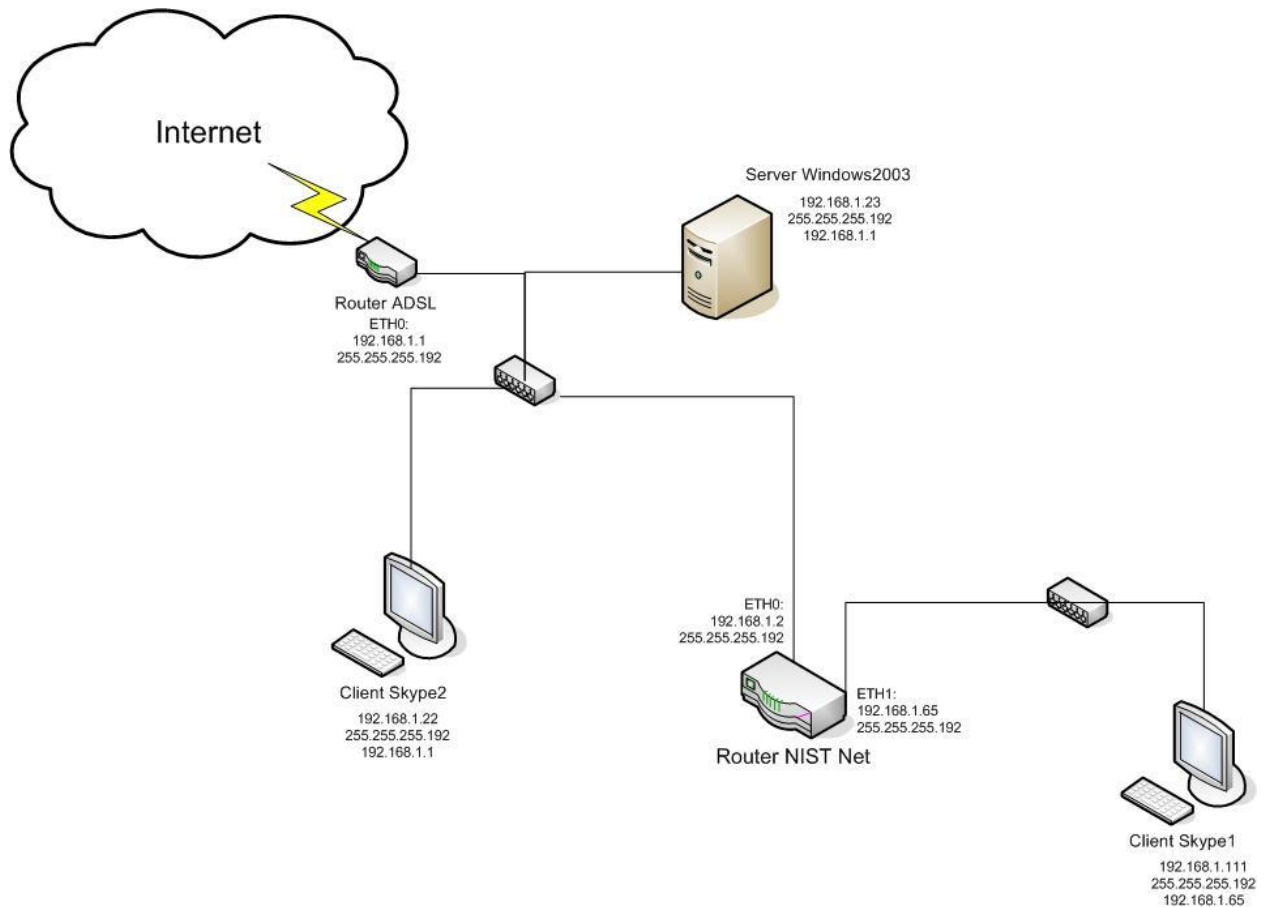 Internet
Server Windows2003
192.168.1.23
255.255.255.192
192.168.1.1
Router ADSL
ETH0:
192.168.1.1
255.255.255.192
ETH0:
192.168.1.2
255.255.255.192
Client Skype2
192.168.1.22
255.255.255.192
192.168.1.1
ETH1:
192.168.1.65
255.255.255.192
Router NIST Net
Client Skype1
192.168.1.111
255.255.255.192
192.168.1.65